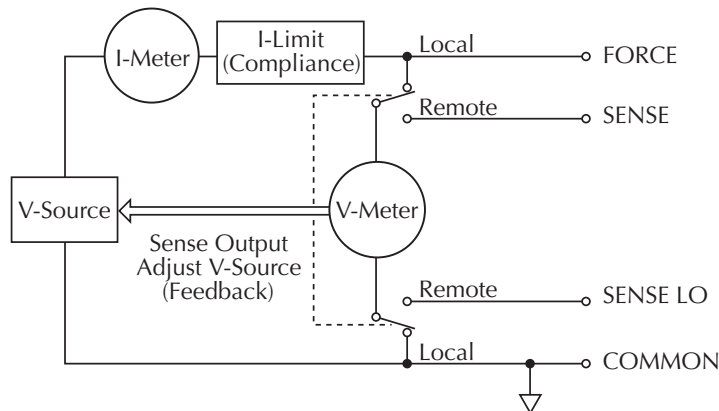 I-Meter
I-Limit
(Compliance)
Local
FORCE
Remote
SENSE
V-Source
V-Meter
Sense Output
Adjust V-Source
(Feedback)
Remote
SENSE LO
Local
COMMON